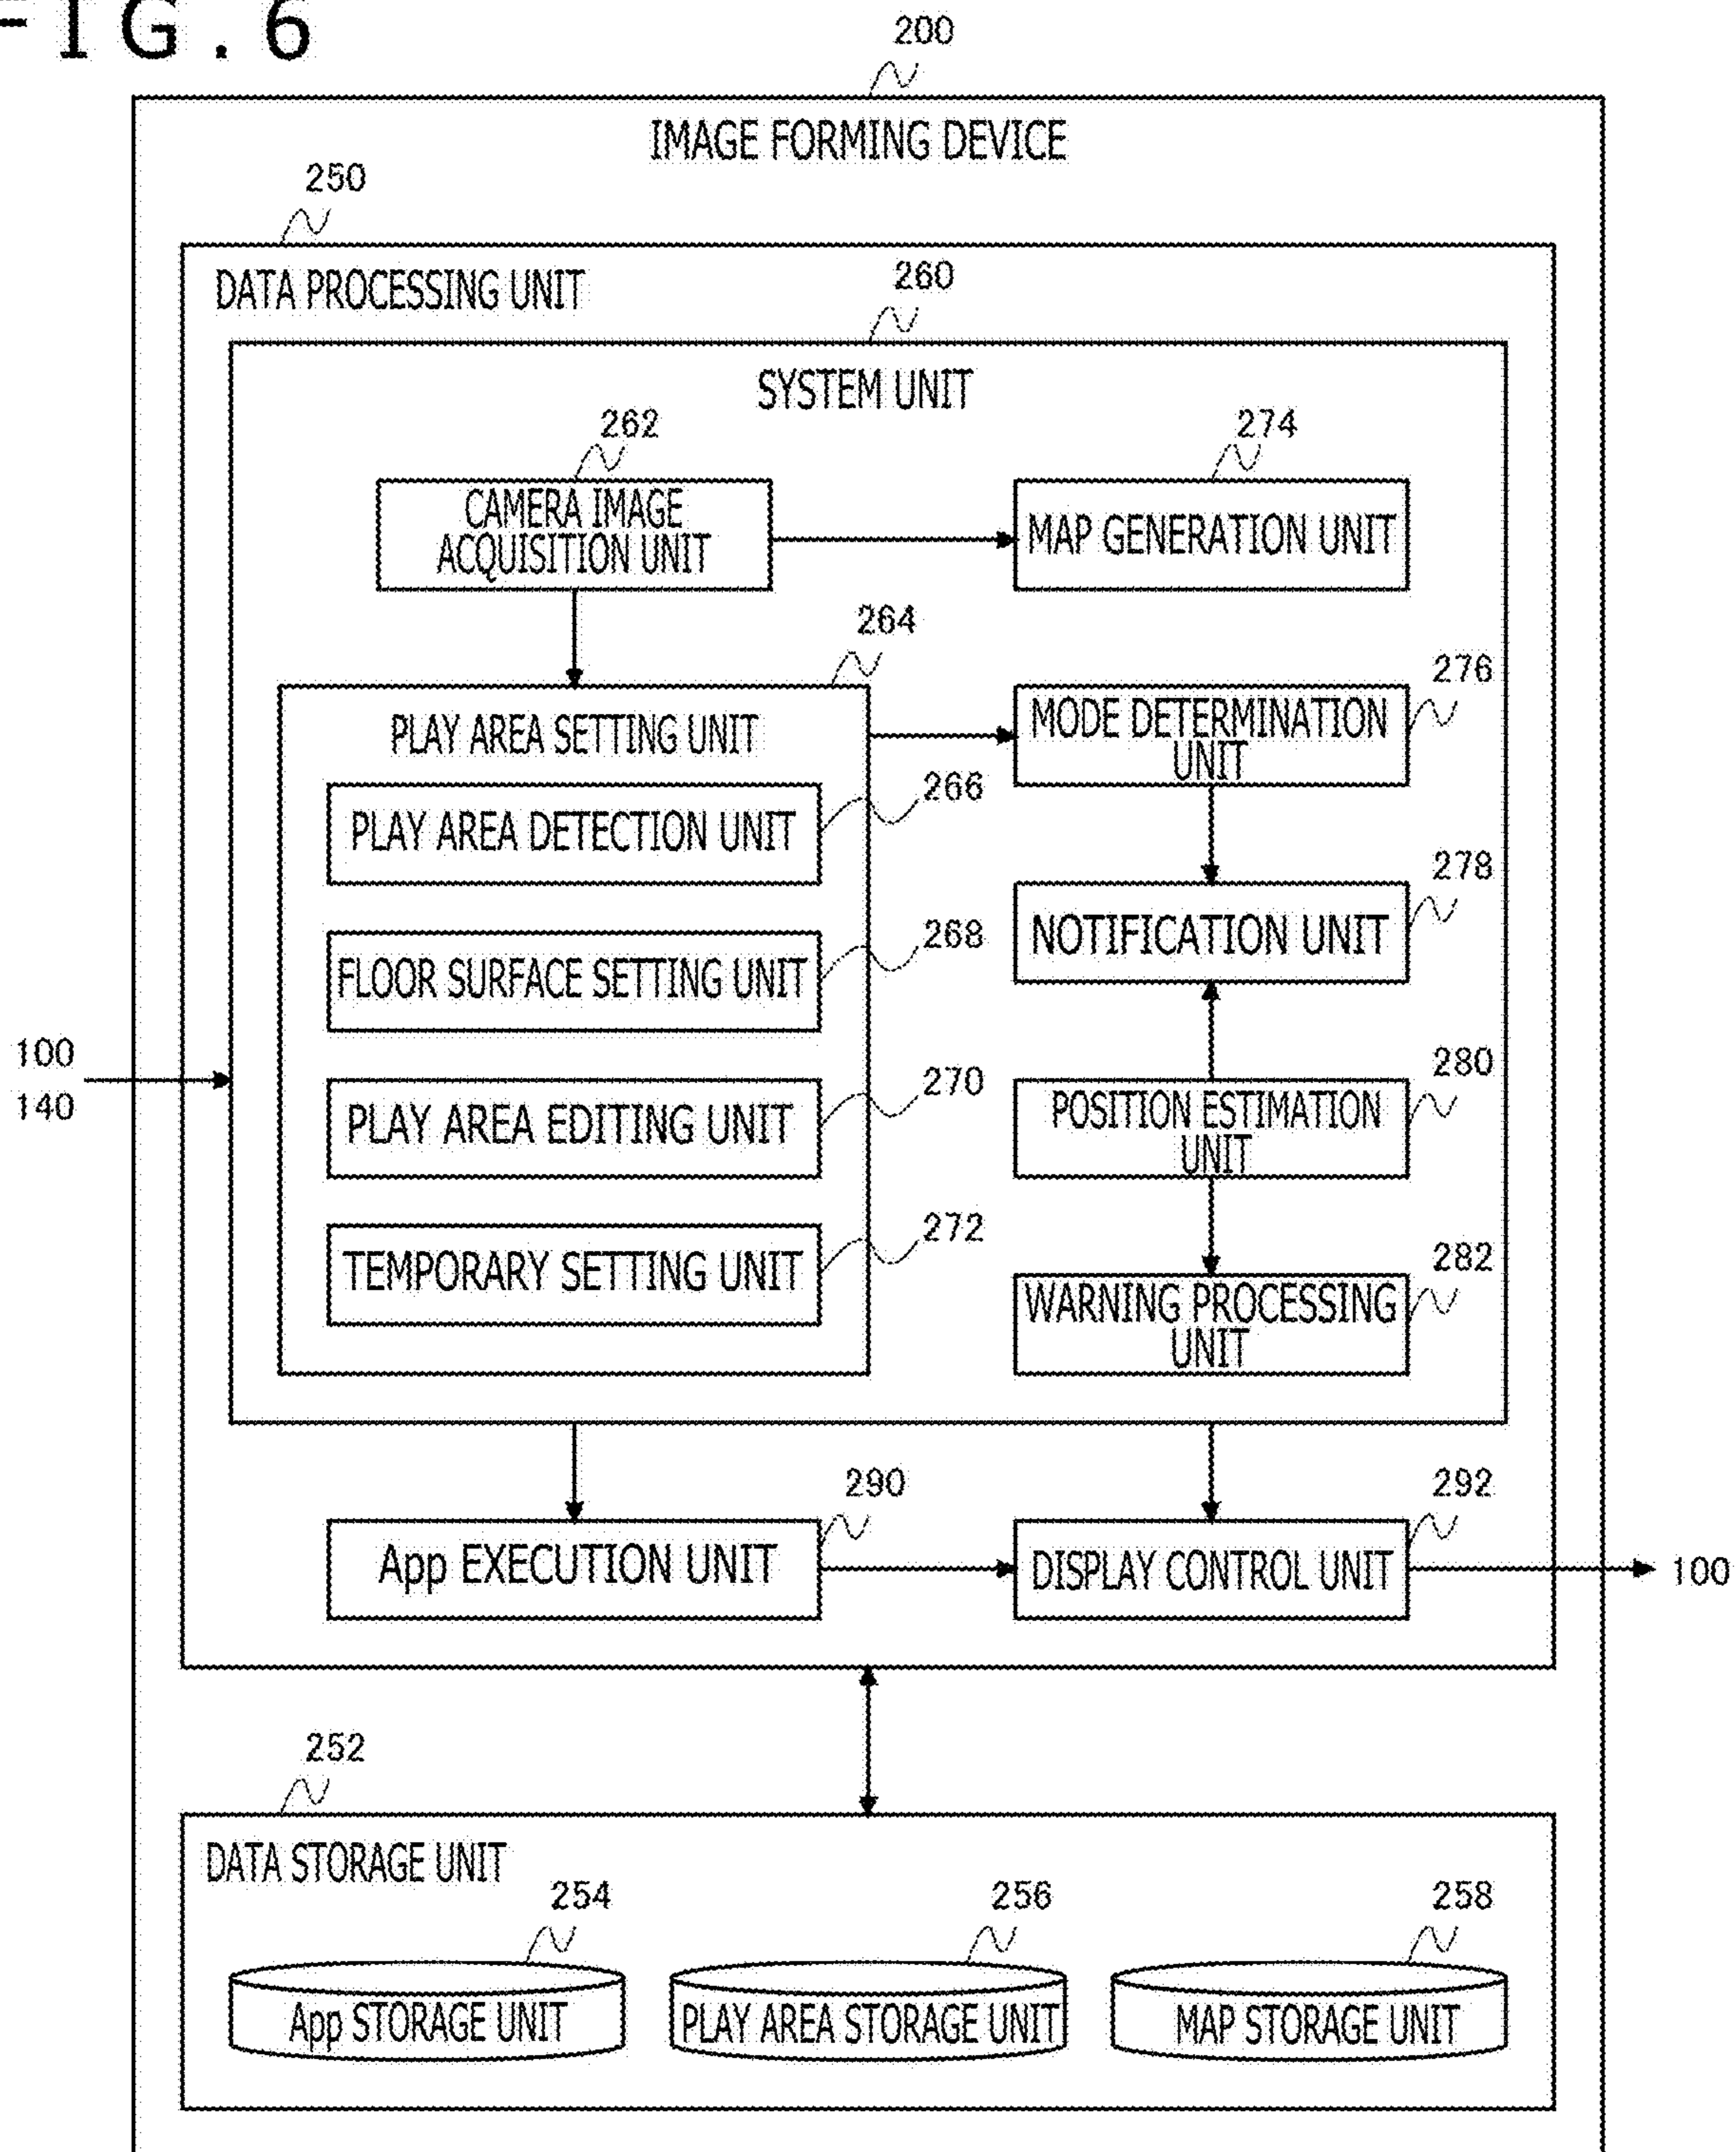 FIG.6
200
IMAGE FORMING DEVICE
250
DATA PROCESSING UNIT
260
SYSTEM UNIT
262
274
CAMERA IMAGE
ACQUISITION UNIT
MAP GENERATION UNIT
264
276
PLAY AREA SETTING UNIT
MODE DETERMINATION
UNIT
266
PLAY AREA DETECTION UNIT
278
NOTIFICATION UNIT
268
FLOOR SURFACE SETTING UNIT
100
140
280
270
PLAY AREA EDITING UNIT
POSITION ESTIMATION
UNIT
272
TEMPORARY SETTING UNIT
282
WARNING PROCESSING
UNIT
290
292
App EXECUTION UNIT
DISPLAY CONTROL UNIT
100
252
DATA STORAGE UNIT
254
256
258
App STORAGE UNIT
PLAY AREA STORAGE UNIT
MAP STORAGE UNIT